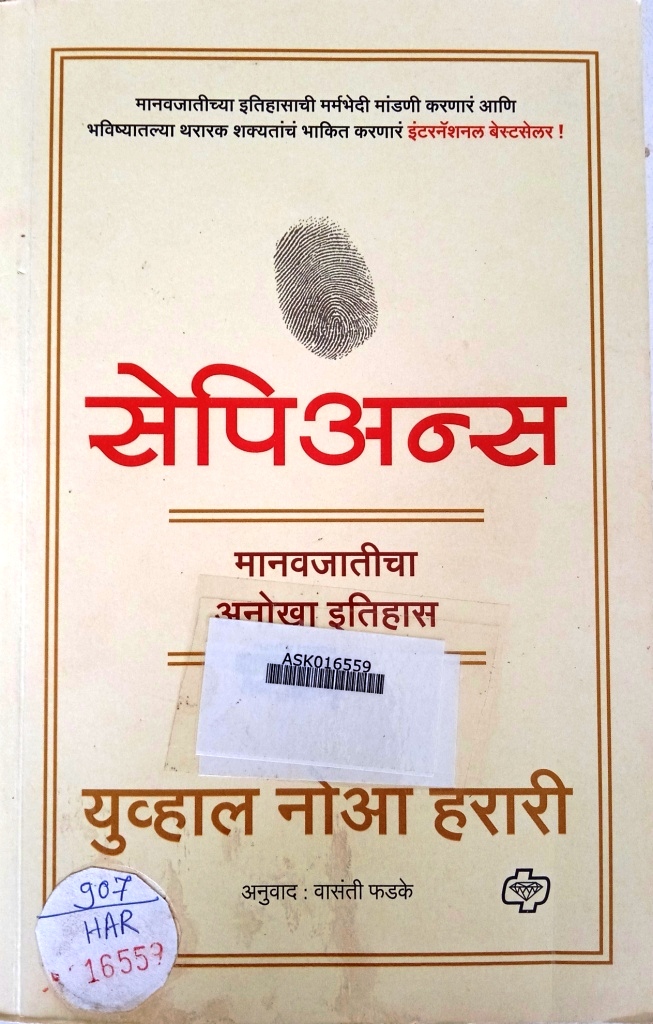 मानवजातीच्या इतिहासाची मर्मभेदी मांडणी करणारं आणि
भविष्यातल्या थरारक शक्यतांचं भाकित करणारं इंटरनॅशनल बेस्टसेलर !
सेपिअन्स
मानवजातीचा
अनोखा इतिहास
ASK016559
युव्हाल नोआ हरारी
अनुवाद : वासंती फडके
907
HAR
16559